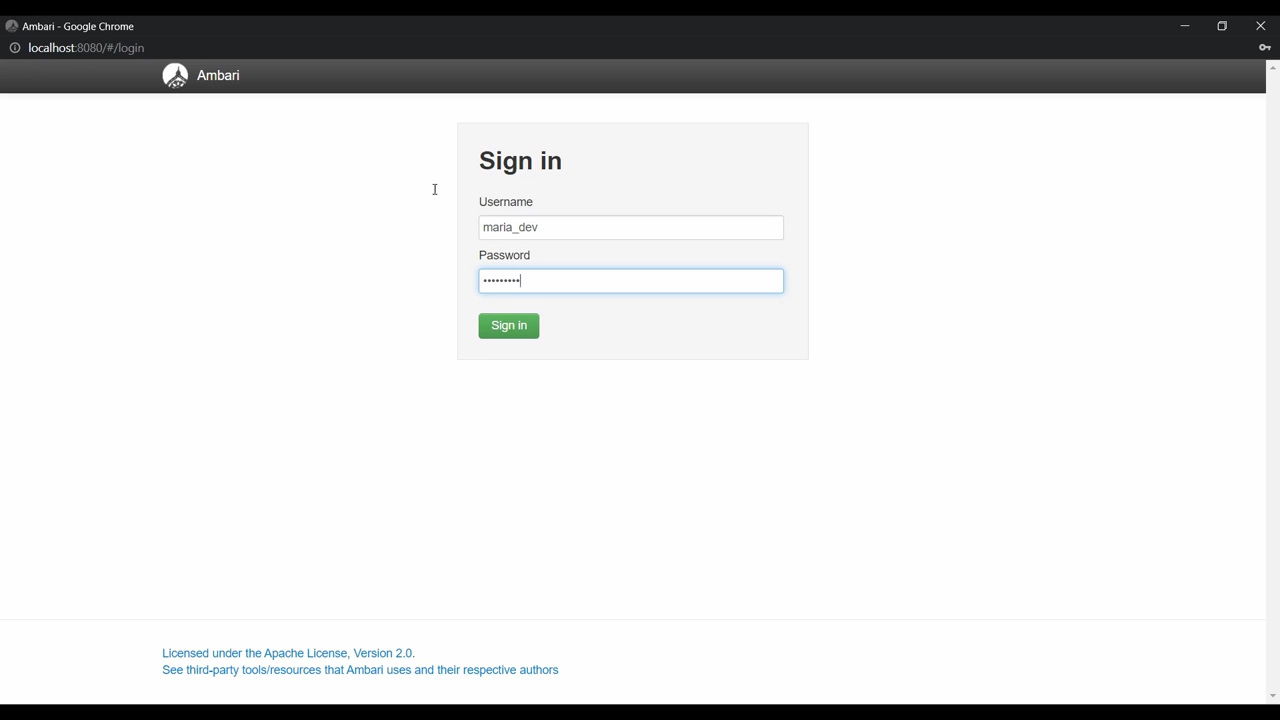 Ambari - Google Chrome
localhost:8080/#/login
Ambari
Sign in
Username
maria_dev
Password
•••••••••
Sign in
Licensed under the Apache License, Version 2.0.
See third-party tools/resources that Ambari uses and their respective authors